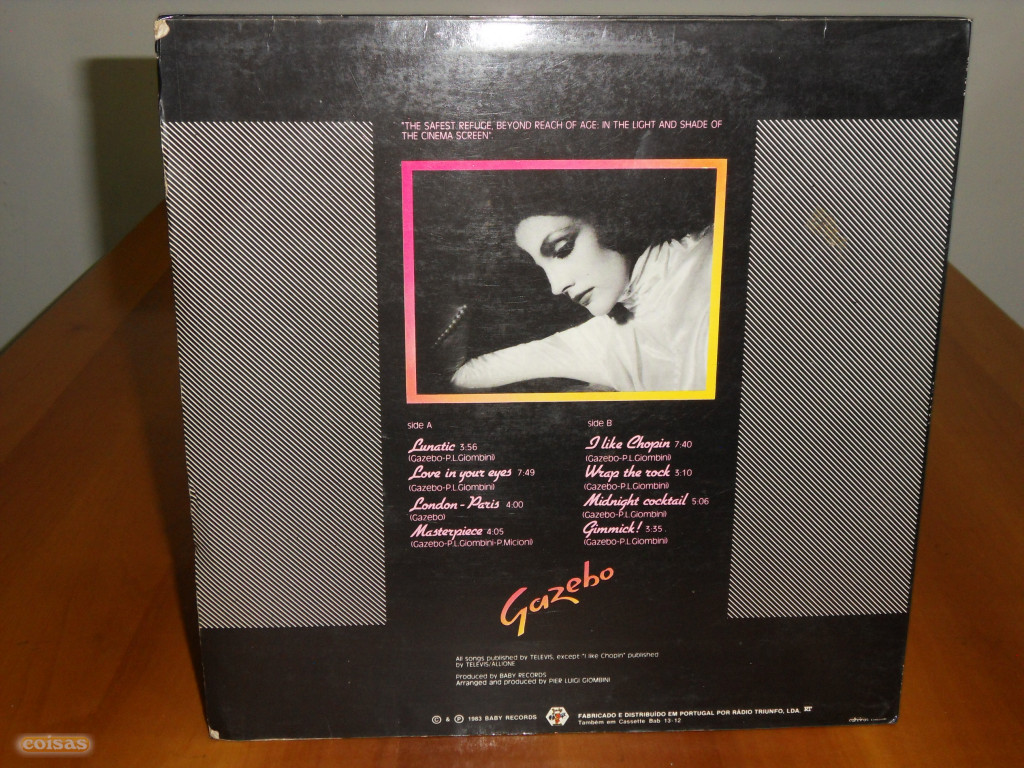 "THE SAFEST REFUGE, BEYOND REACH OF AGE: IN THE LIGHT AND SHADE OF
THE CINEMA SCREEN".
side A
Lunatic 3:56
(Gazebo-P.L.Giombini)
Love in your eyes 7:49
(Gazebo-P.L.Giombini)
London-Paris 4:00
(Gazebo)
Masterpiece 4:05
(Gazebo-P.L.Giombini-P.Micioni)
side B
I like Chopin 7:40
(Gazebo-P.L.Giombini)
Wrap the rock 3:10
(Gazebo-P.L.Giombini)
Midnight cocktail 5:06
(Gazebo-P.L.Giombini)
Gimmick! 3:35
(Gazebo-P.L.Giombini)
Gazebo
All songs published by TELEVIS, except "I like Chopin" published
by TELEVIS/ALLIONE
Produced by BABY RECORDS
Arranged and produced by PIER LUIGI GIOMBINI
© & ℗ 1983 BABY RECORDS
FABRICADO E DISTRIBUÍDO EM PORTUGAL POR RÁDIO TRIUNFO, LDA. RT
Também em Cassette Bab 13-12
coisas